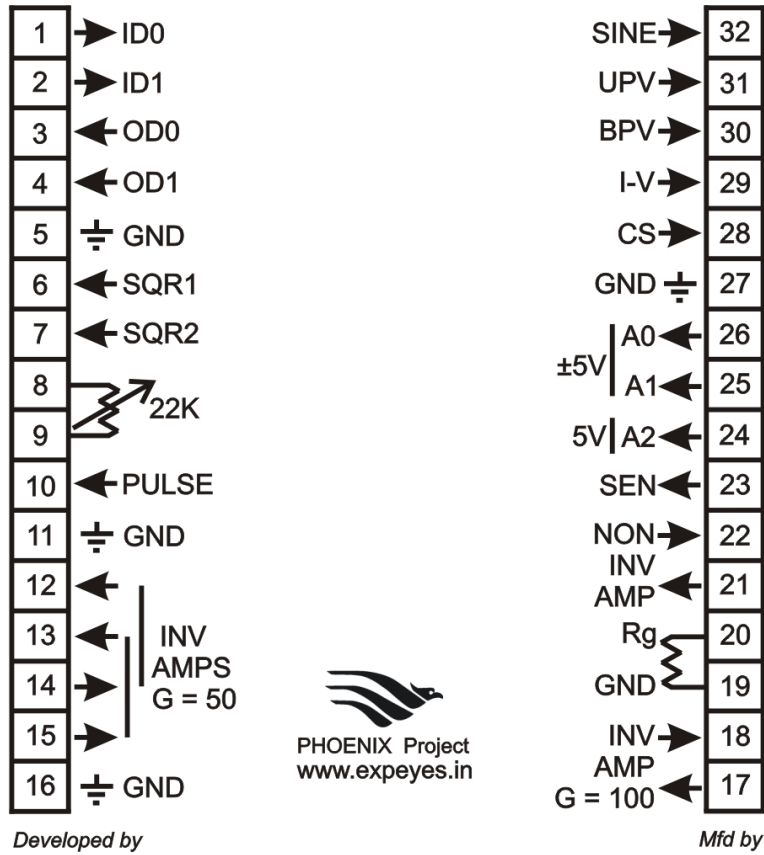 1 ID0
2 ID1
3 OD0
4 OD1
5 GND
6 SQR1
7 SQR2
8
22K
9
10 PULSE
11 GND
12
13 INV
AMPS
14 G = 50
15
16 GND
Developed by
PHOENIX Project
www.expeyes.in
SINE 32
UPV 31
BPV 30
I-V 29
CS 28
GND 27
A0 26
±5V
A1 25
5V A2 24
SEN 23
NON 22
INV
AMP 21
Rg 20
GND 19
INV 18
AMP
G = 100 17
Mfd by